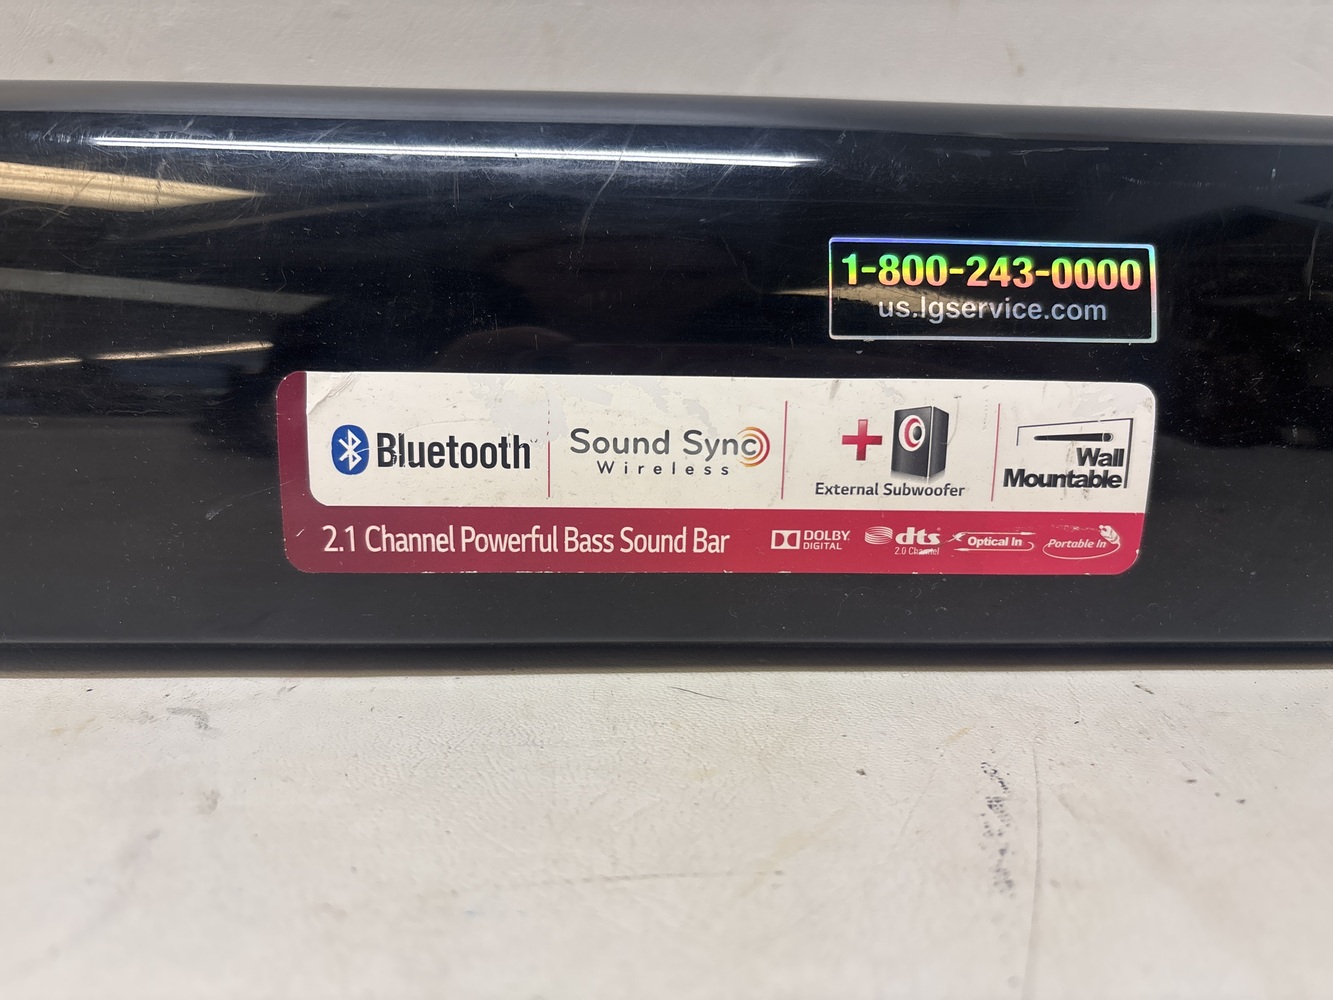 1-800-243-0000
us.lgservice.com
Bluetooth
Sound Sync
Wireless
External Subwoofer
Wall
Mountable
2.1 Channel Powerful Bass Sound Bar
DOLBY
DIGITAL
dts
2.0 Channel
Optical In
Portable In